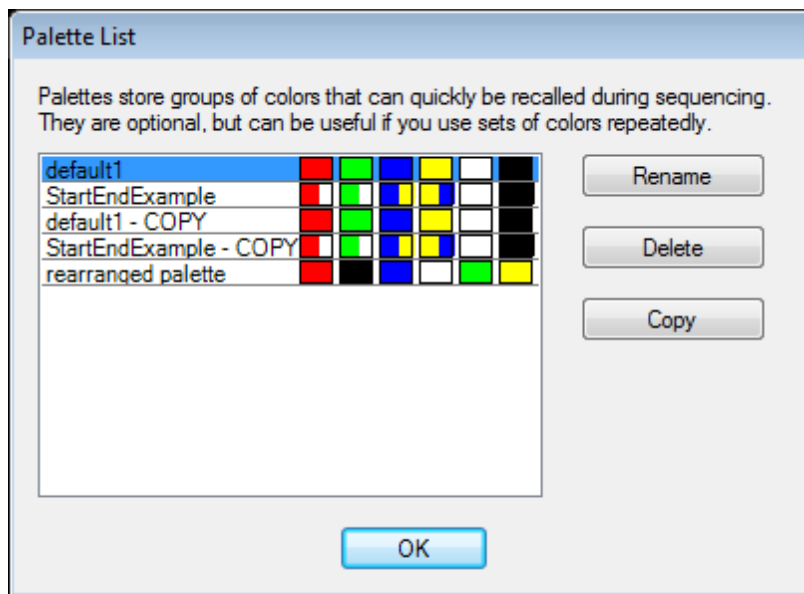 Palette List
Palettes store groups of colors that can quickly be recalled during sequencing.
They are optional, but can be useful if you use sets of colors repeatedly.
default1
StartEndExample
default1 - COPY
StartEndExample - COPY
rearranged palette
Rename
Delete
Copy
OK